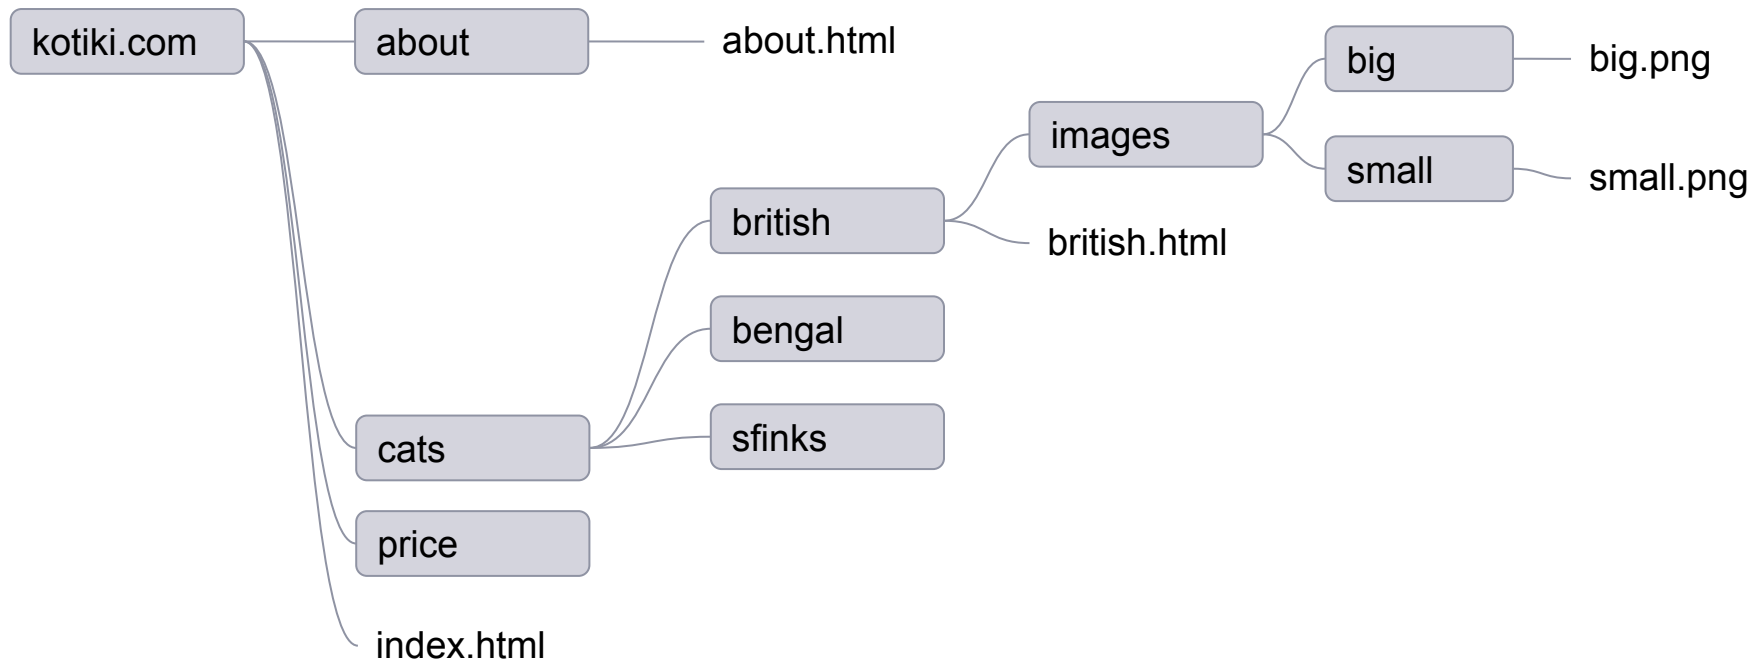 kotiki.com
about
about.html
big
big.png
images
small
small.png
british
british.html
bengal
cats
sfinks
price
index.html